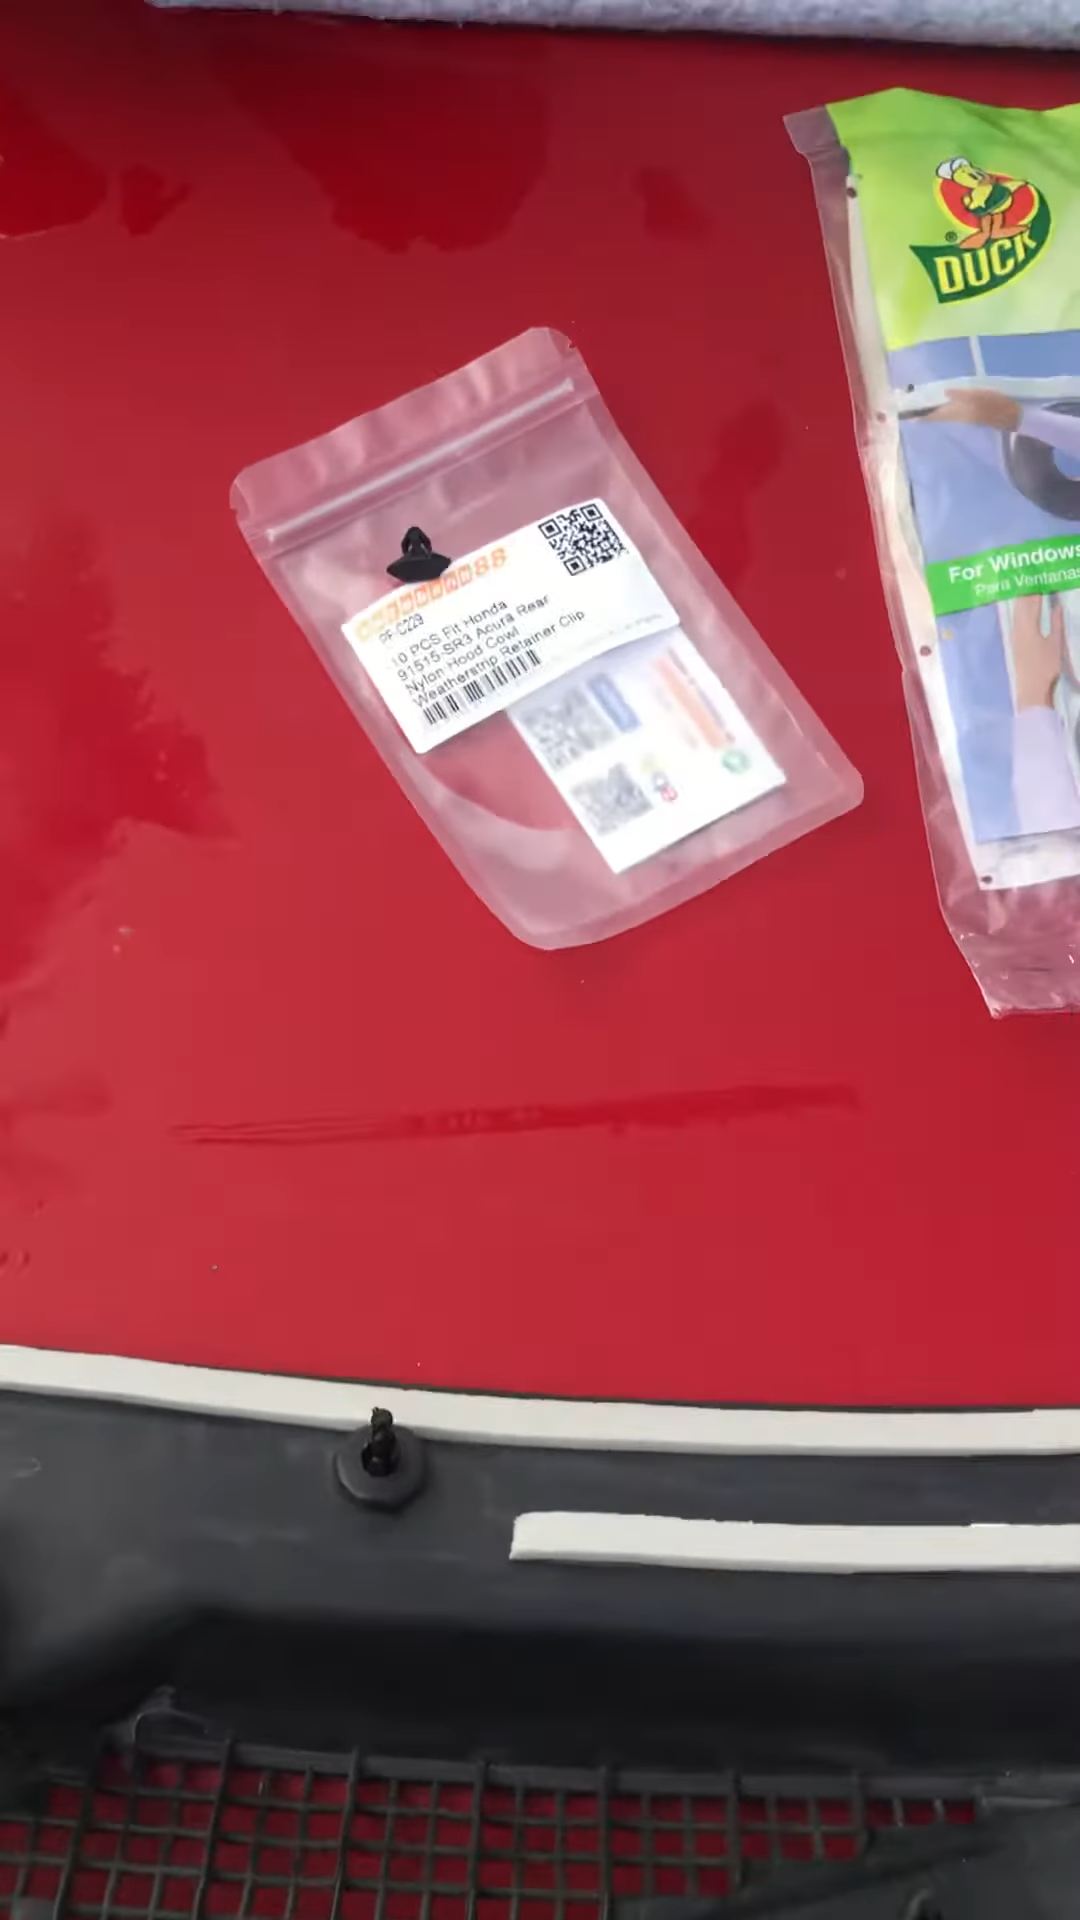 DUCK
®
For Windows
Para Ventanas
PF-C229
10 PCS Fit Honda
91515-SR3 Acura Rear
Nylon Hood Cowl
Weatherstrip Retainer Clip